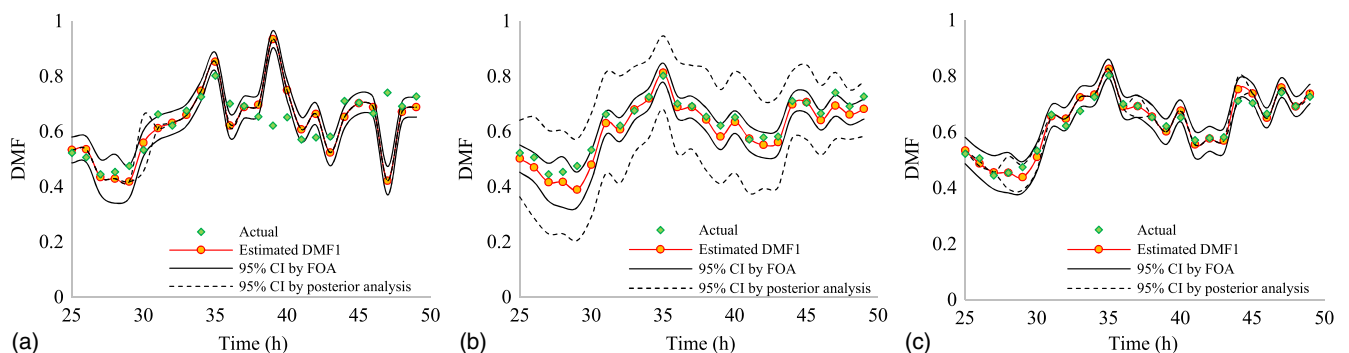 1
0.8
0.6
0.4
0.2
0
DMF
25
30
35
40
45
50
Time (h)
Actual
Estimated DMF1
95% CI by FOA
95% CI by posterior analysis
(a)
1
0.8
0.6
0.4
0.2
0
DMF
25
30
35
40
45
50
Time (h)
Actual
Estimated DMF1
95% CI by FOA
95% CI by posterior analysis
(b)
1
0.8
0.6
0.4
0.2
0
DMF
25
30
35
40
45
50
Time (h)
Actual
Estimated DMF1
95% CI by FOA
95% CI by posterior analysis
(c)